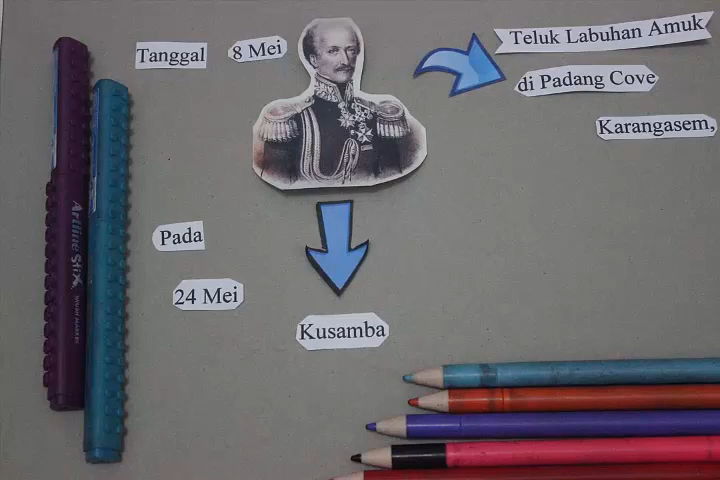 Tanggal 8 Mei
Teluk Labuhan Amuk
di Padang Cove
Karangasem,
Pada
24 Mei
Kusamba
Artline Stix